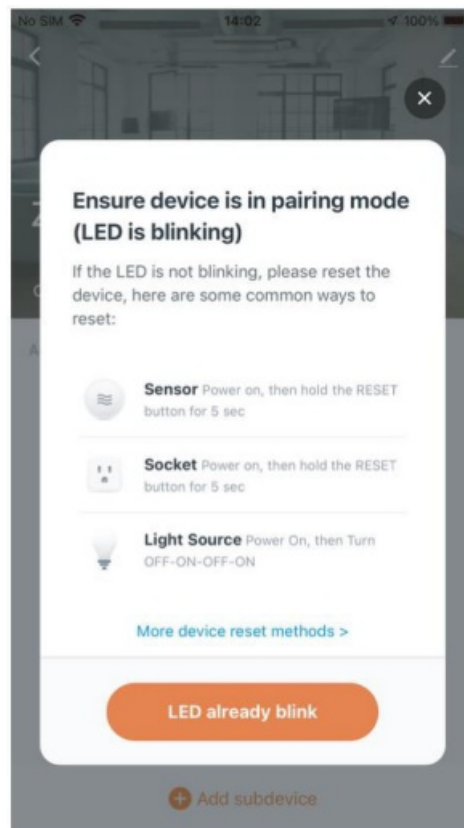 No SIM 14:02 100%
Ensure device is in pairing mode
(LED is blinking)
If the LED is not blinking, please reset the
device, here are some common ways to
reset:
Sensor Power on, then hold the RESET
button for 5 sec
Socket Power on, then hold the RESET
button for 5 sec
Light Source Power On, then Turn
OFF-ON-OFF-ON
More device reset methods >
LED already blink
Add subdevice